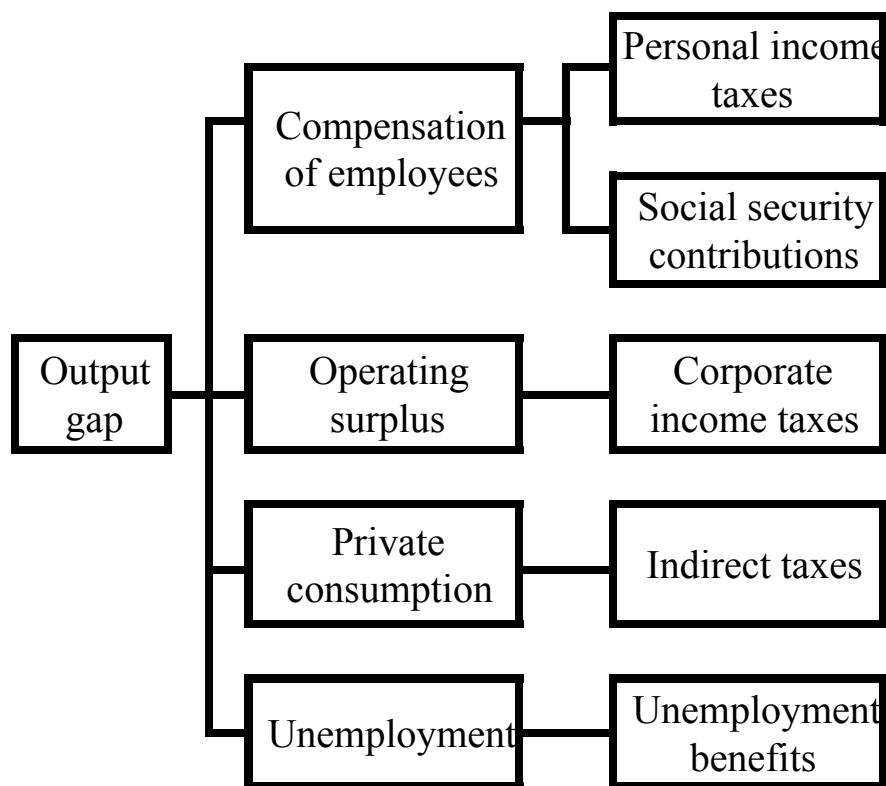 Output
gap
Compensation
of employees
Personal income
taxes
Social security
contributions
Operating
surplus
Corporate
income taxes
Private
consumption
Indirect taxes
Unemployment
Unemployment
benefits